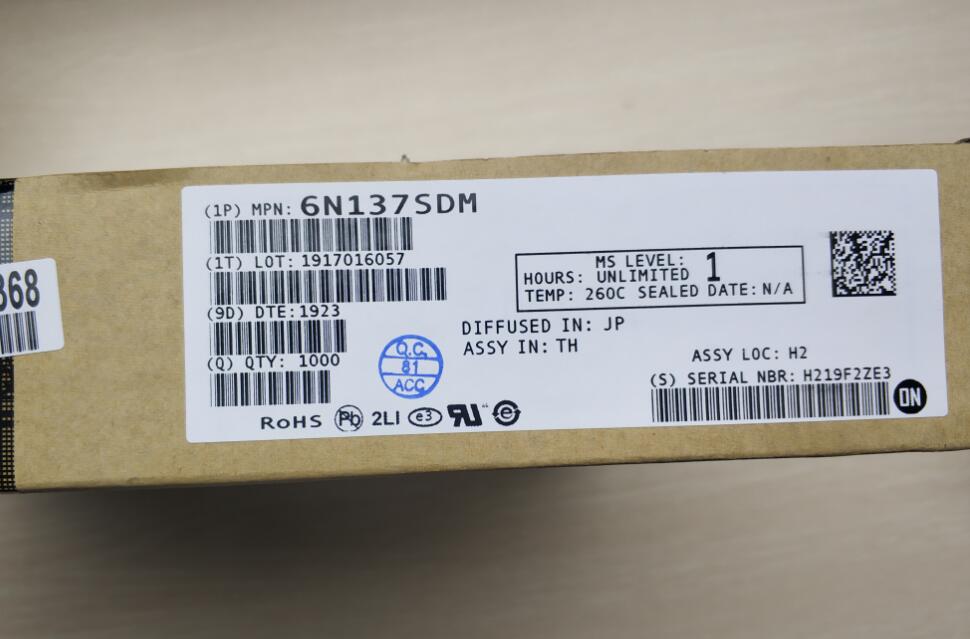 (1P) MPN: 6N137SDM
(1T) LOT: 1917016057
(9D) DTE: 1923
(Q) QTY: 1000
MS LEVEL: 1
HOURS: UNLIMITED
TEMP: 260C SEALED DATE: N/A
DIFFUSED IN: JP
ASSY IN: TH
ASSY LOC: H2
(S) SERIAL NBR: H219F2ZE3
ON
Q.C.
81
ACC
RoHS Pb 2LI e3 e
368